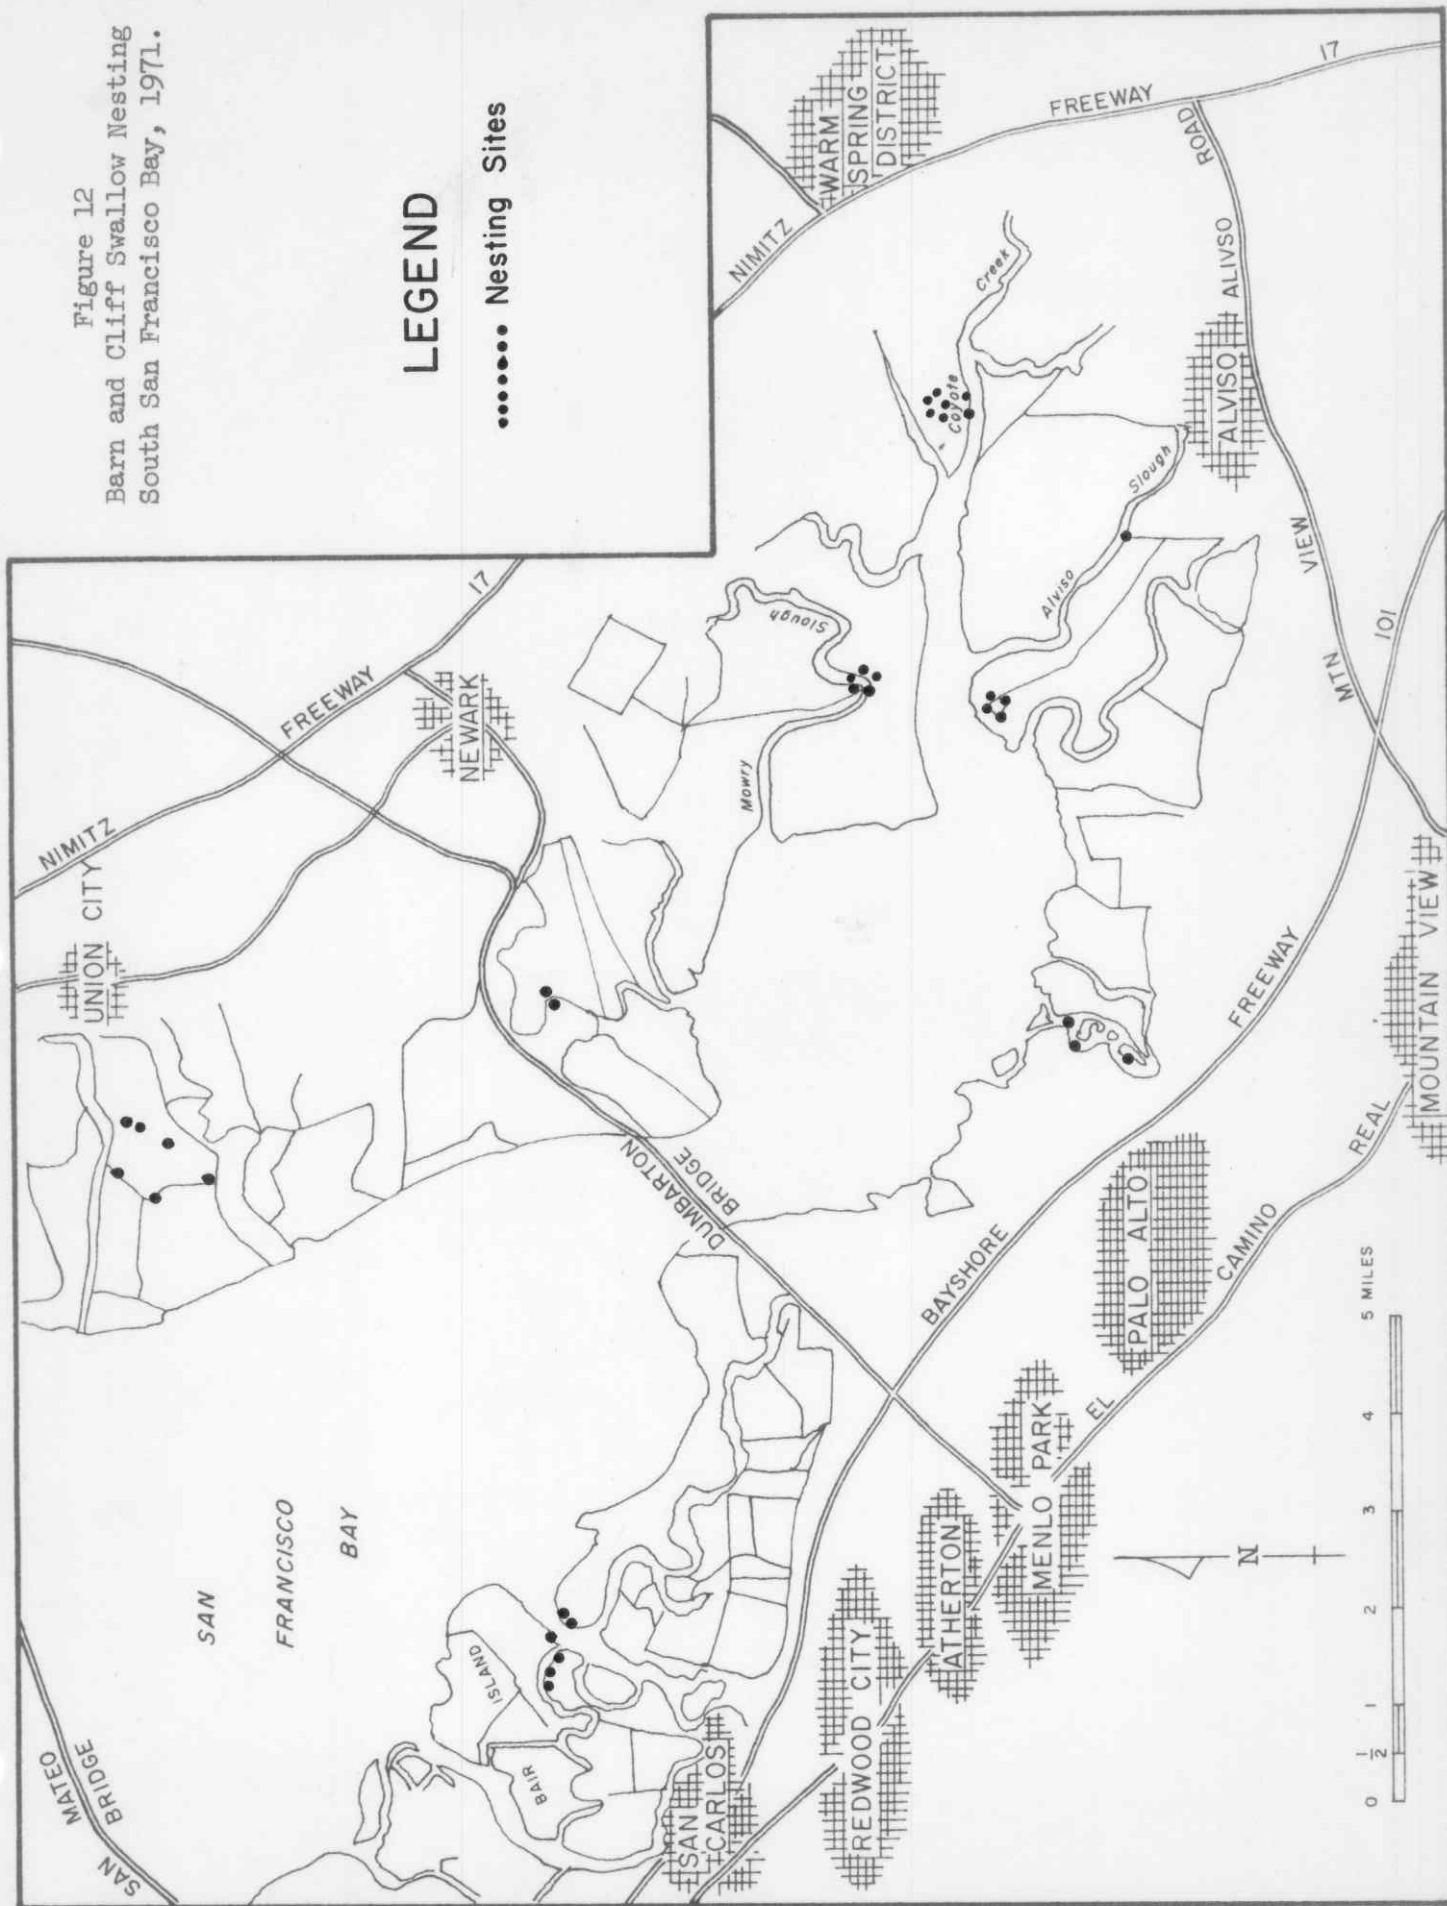 Figure 12
Barn and Cliff Swallow Nesting
South San Francisco Bay, 1971.
LEGEND
Nesting Sites
SAN
MATEO
BRIDGE
SAN
FRANCISCO
BAY
UNION CITY
NIMITZ
FREEWAY
17
NEWARK
DUMBARTON
BRIDGE
Mowry
Slough
NIMITZ
FREEWAY
17
WARM
SPRING
DISTRICT
Coyote
Creek
Alviso
Slough
ALVISO
ALIVSO
ROAD
MTN
VIEW
101
BAIR
ISLAND
SAN
CARLOS
REDWOOD CITY
ATHERTON
MENLO PARK
PALO ALTO
MOUNTAIN VIEW
BAYSHORE
FREEWAY
EL
CAMINO
REAL
N
0 1/2 1 2 3 4 5 MILES